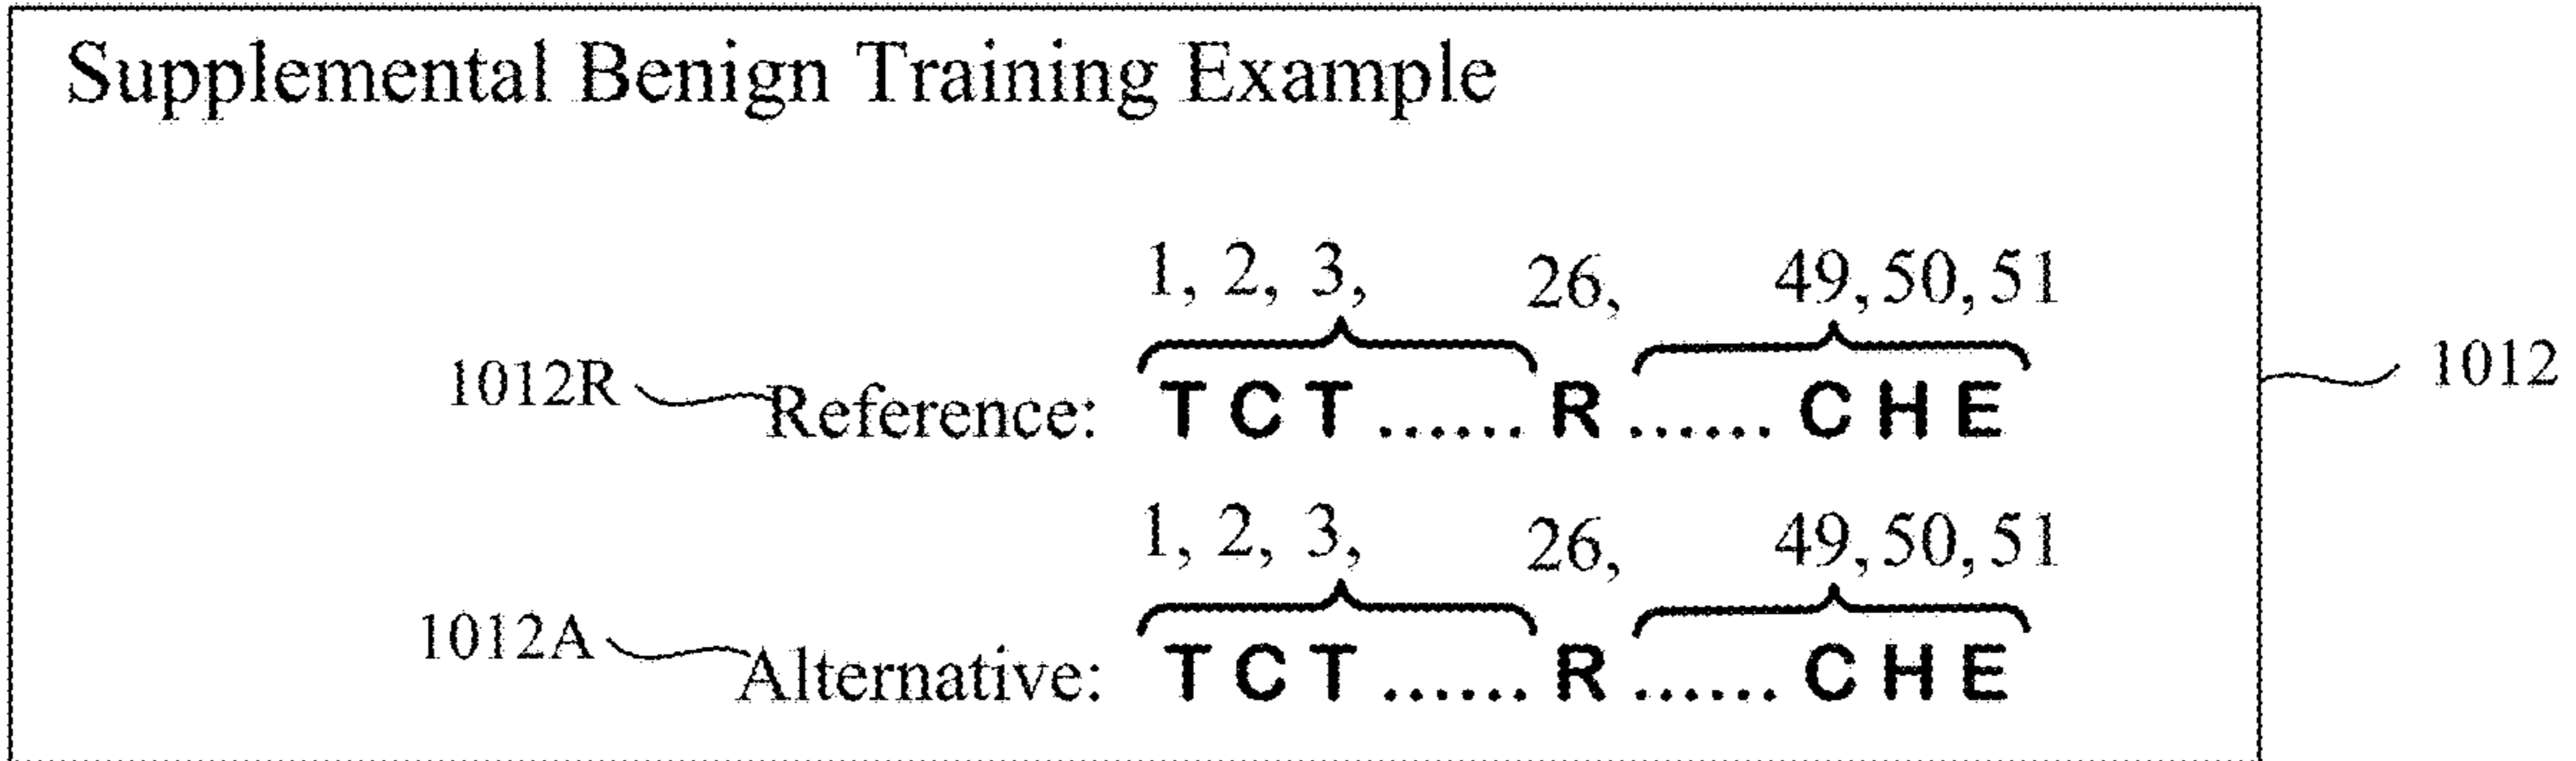 Supplemental Benign Training Example
1, 2, 3, 26, 49, 50, 51
1012R Reference: T C T ...... R ...... C H E 1012
1, 2, 3, 26, 49, 50, 51
1012A Alternative: T C T ...... R ...... C H E